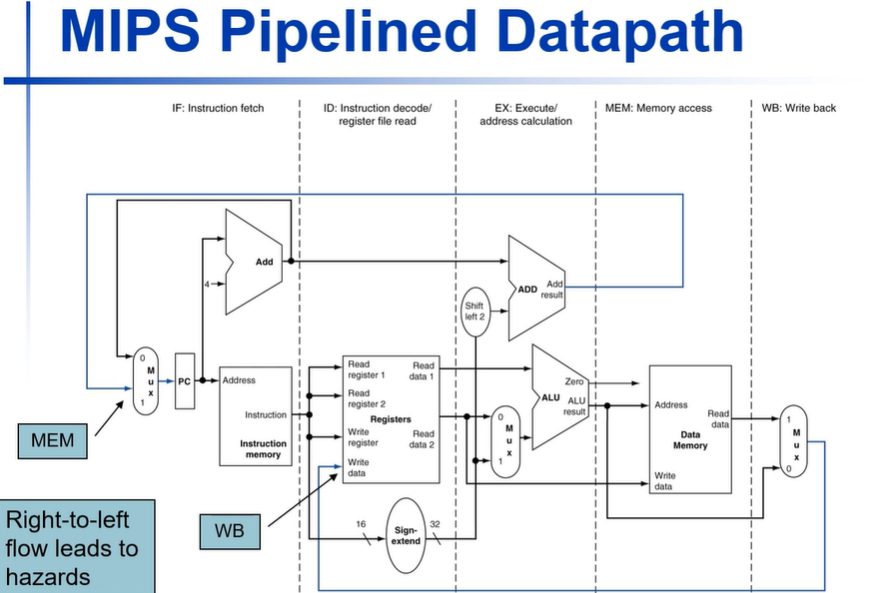 MIPS Pipelined Datapath
IF: Instruction fetch
ID: Instruction decode/
register file read
EX: Execute/
address calculation
MEM: Memory access
WB: Write back
Add
4
ADD
Add
result
Shift
left 2
0
M
u
x
1
PC
Address
Instruction
Instruction
memory
Read
register 1
Read
data 1
Read
register 2
Registers
Write
register
Read
data 2
Write
data
0
M
u
x
1
Zero
ALU
ALU
result
Address
Read
data
Data
Memory
Write
data
1
M
u
x
0
MEM
WB
16
Sign-
extend
32
Right-to-left
flow leads to
hazards